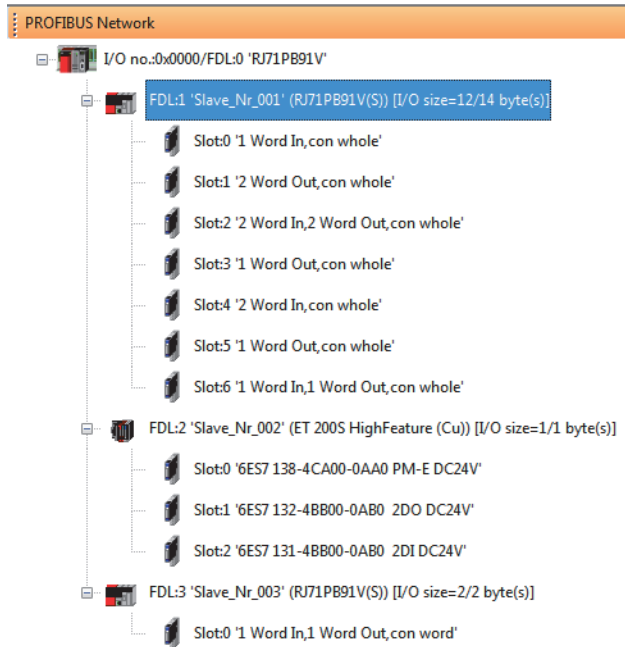 PROFIBUS Network
I/O no.:0x0000/FDL:0 'RJ71PB91V'
FDL:1 'Slave_Nr_001' (RJ71PB91V(S)) [I/O size=12/14 byte(s)]
Slot:0 '1 Word In,con whole'
Slot:1 '2 Word Out,con whole'
Slot:2 '2 Word In,2 Word Out,con whole'
Slot:3 '1 Word Out,con whole'
Slot:4 '2 Word In,con whole'
Slot:5 '1 Word Out,con whole'
Slot:6 '1 Word In,1 Word Out,con whole'
FDL:2 'Slave_Nr_002' (ET 200S HighFeature (Cu)) [I/O size=1/1 byte(s)]
Slot:0 '6ES7 138-4CA00-0AA0 PM-E DC24V'
Slot:1 '6ES7 132-4BB00-0AB0  2DO DC24V'
Slot:2 '6ES7 131-4BB00-0AB0  2DI DC24V'
FDL:3 'Slave_Nr_003' (RJ71PB91V(S)) [I/O size=2/2 byte(s)]
Slot:0 '1 Word In,1 Word Out,con word'